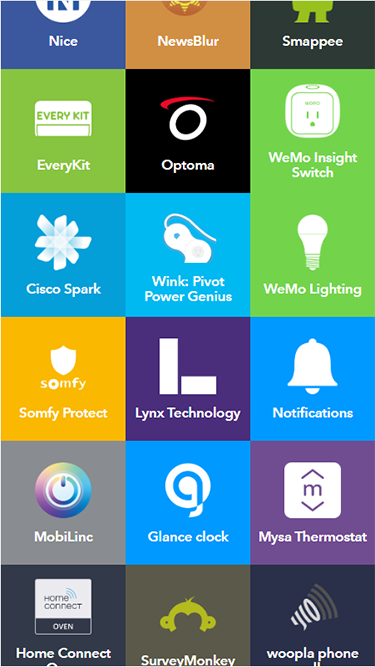 Nice
NewsBlur
Smappee
EVERY KIT
EveryKit
Optoma
wemo
WeMo Insight
Switch
Cisco Spark
Wink: Pivot
Power Genius
WeMo Lighting
somfy
Somfy Protect
Lynx Technology
Notifications
MobiLinc
Glance clock
m
Mysa Thermostat
HOME
CONNECT
OVEN
Home Connect
SurveyMonkey
woopla phone